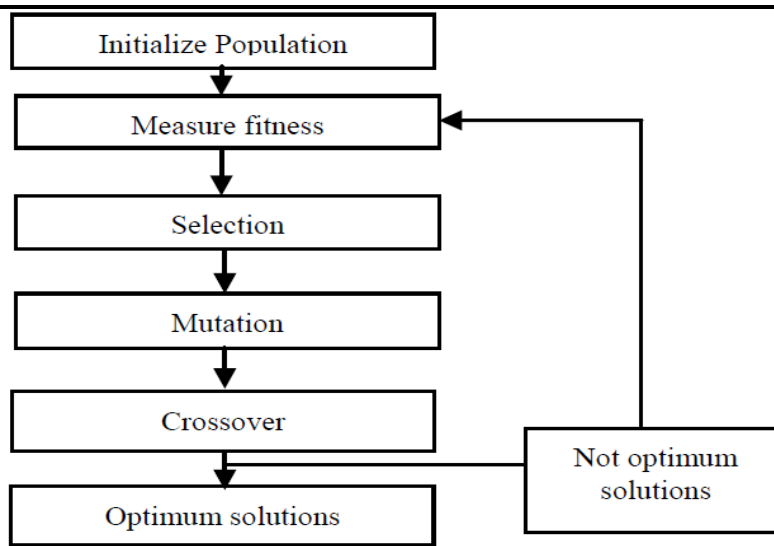 Initialize Population
Measure fitness
Selection
Mutation
Crossover
Not optimum
solutions
Optimum solutions